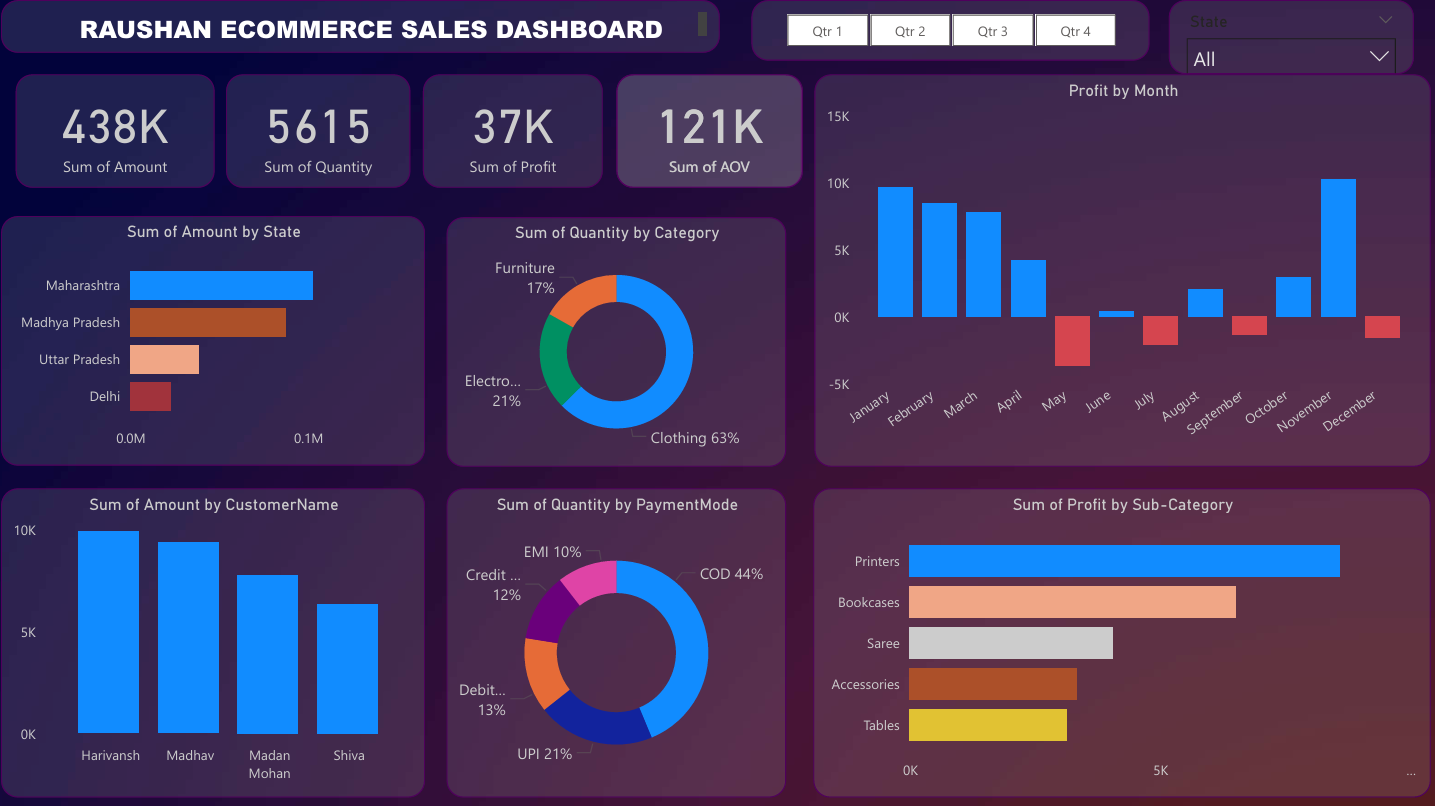 RAUSHAN ECOMMERCE SALES DASHBOARD
Qtr 1
Qtr 2
Qtr 3
Qtr 4
State
All
438K
Sum of Amount
5615
Sum of Quantity
37K
Sum of Profit
121K
Sum of AOV
Profit by Month
15K
10K
5K
0K
-5K
January
February
March
April
May
June
July
August
September
October
November
December
Sum of Amount by State
Maharashtra
Madhya Pradesh
Uttar Pradesh
Delhi
0.0M
0.1M
Sum of Quantity by Category
Furniture
17%
Electro...
21%
Clothing 63%
Sum of Amount by CustomerName
10K
5K
0K
Harivansh
Madhav
Madan
Mohan
Shiva
Sum of Quantity by PaymentMode
EMI 10%
COD 44%
Credit ...
12%
Debit...
13%
UPI 21%
Sum of Profit by Sub-Category
Printers
Bookcases
Saree
Accessories
Tables
0K
5K
...